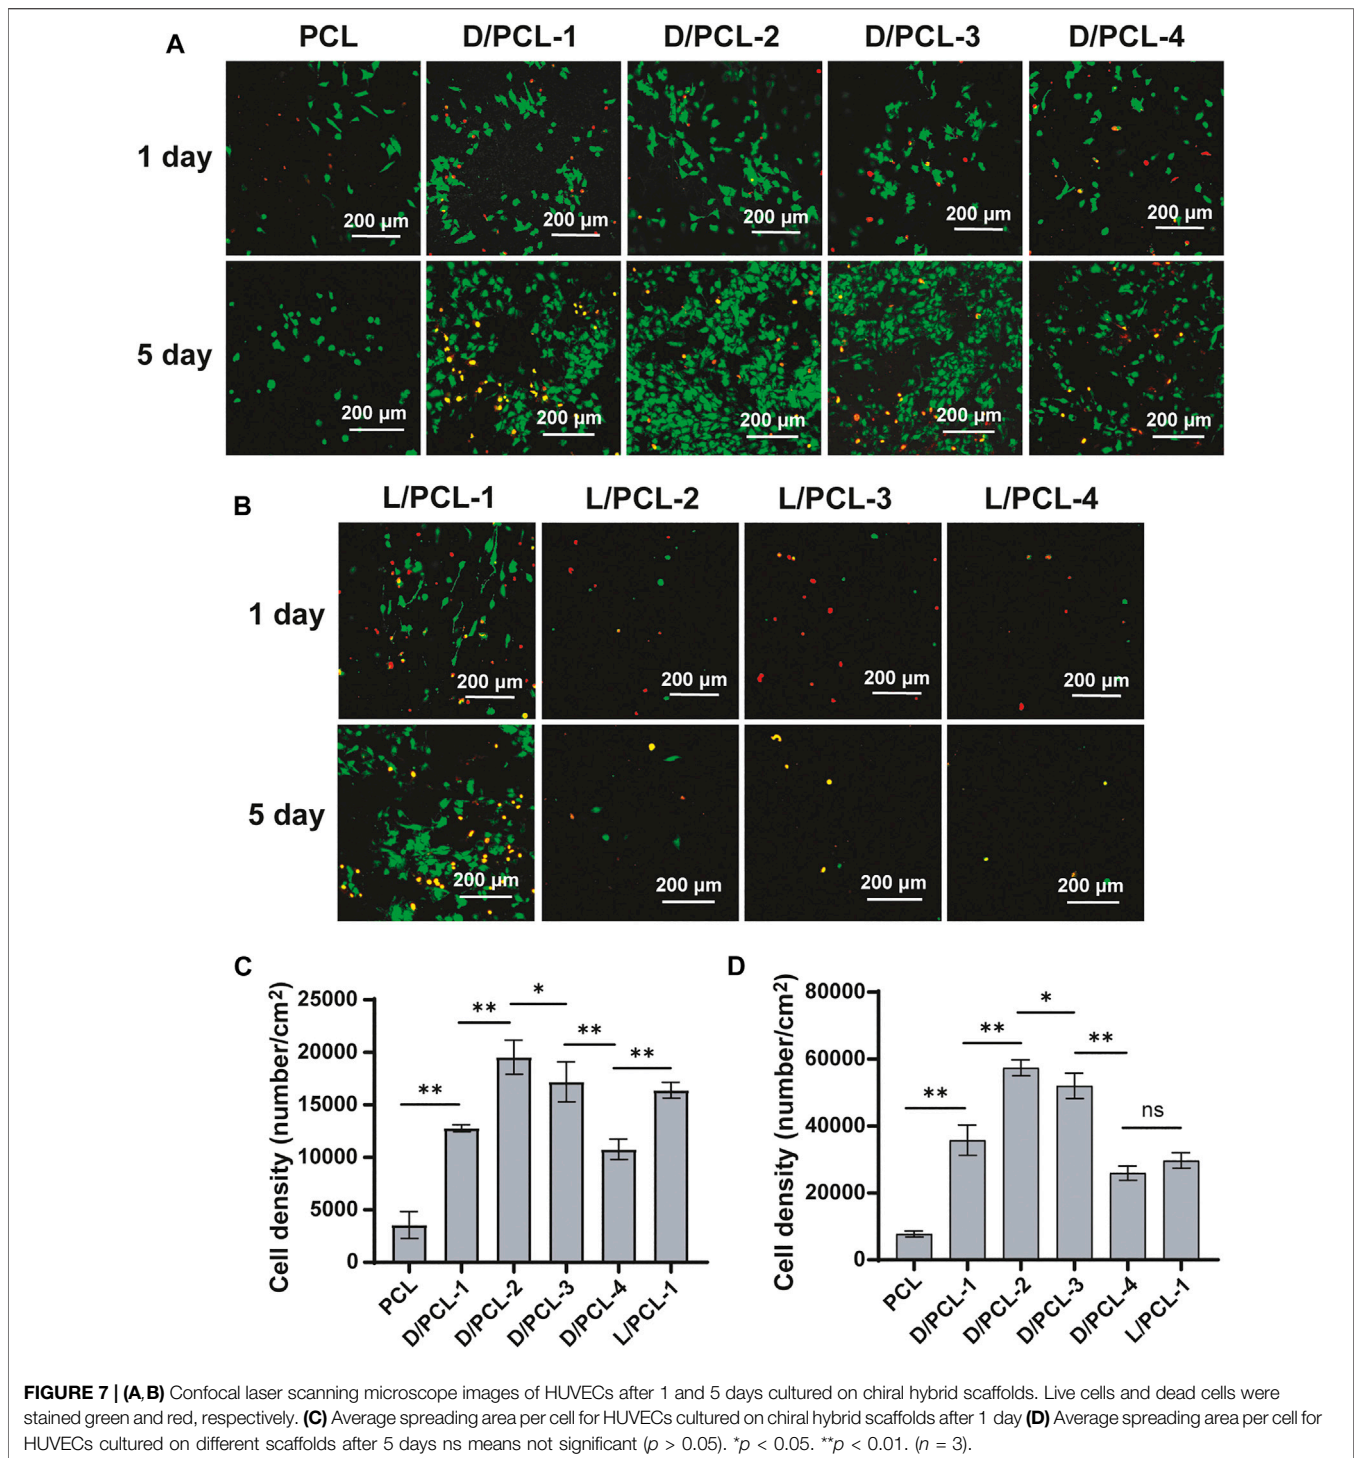 A
PCL
D/PCL-1
D/PCL-2
D/PCL-3
D/PCL-4
1 day
200 µm
200 µm
200 µm
200 µm
200 µm
5 day
200 µm
200 µm
200 µm
200 µm
200 µm
B
L/PCL-1
L/PCL-2
L/PCL-3
L/PCL-4
1 day
200 µm
200 µm
200 µm
200 µm
5 day
200 µm
200 µm
200 µm
200 µm
C
Cell density (number/cm²)
25000
20000
15000
10000
5000
0
**
**
*
**
**
PCL
D/PCL-1
D/PCL-2
D/PCL-3
D/PCL-4
L/PCL-1
D
Cell density (number/cm²)
80000
60000
40000
20000
0
**
**
*
**
ns
PCL
D/PCL-1
D/PCL-2
D/PCL-3
D/PCL-4
L/PCL-1
FIGURE 7 | (A,B) Confocal laser scanning microscope images of HUVECs after 1 and 5 days cultured on chiral hybrid scaffolds. Live cells and dead cells were
stained green and red, respectively. (C) Average spreading area per cell for HUVECs cultured on chiral hybrid scaffolds after 1 day (D) Average spreading area per cell for
HUVECs cultured on different scaffolds after 5 days ns means not significant (p > 0.05). *p < 0.05. **p < 0.01. (n = 3).